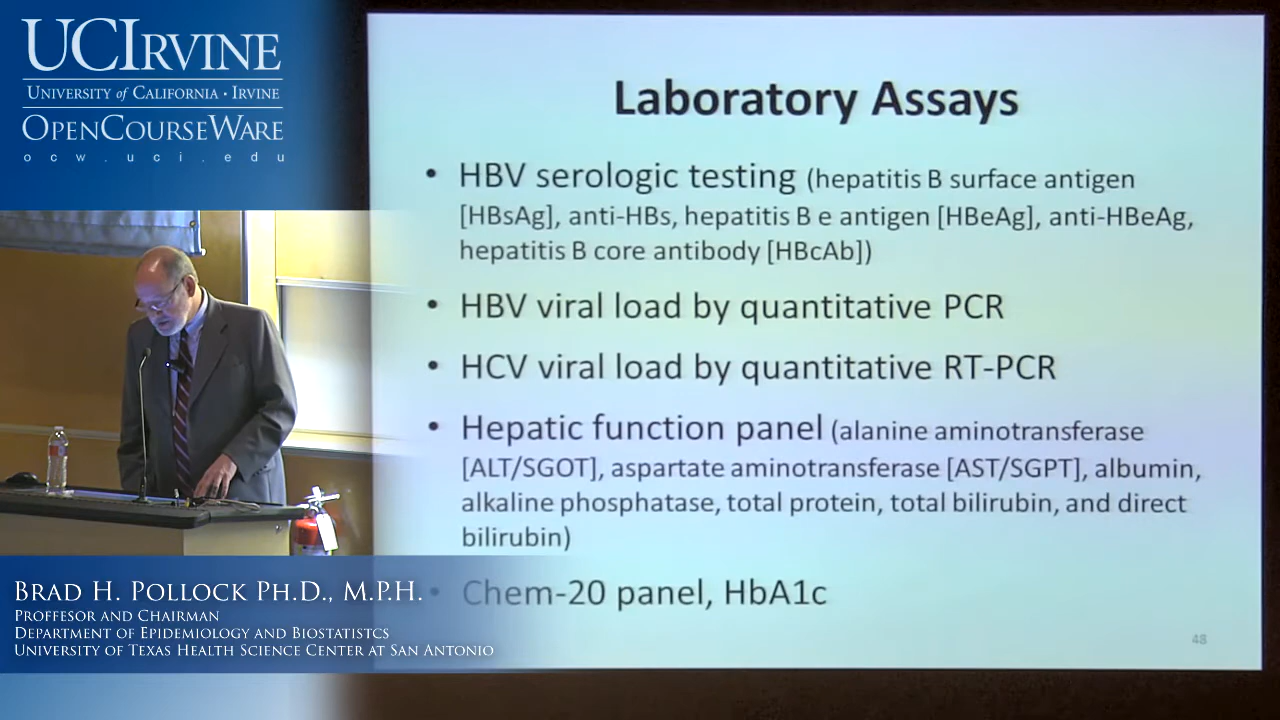 UCIRVINE
UNIVERSITY of CALIFORNIA • IRVINE
OPENCOURSEWARE
ocw.uci.edu
Laboratory Assays
• HBV serologic testing (hepatitis B surface antigen
[HBsAg], anti-HBs, hepatitis B e antigen [HBeAg], anti-HBeAg,
hepatitis B core antibody [HBcAb])
• HBV viral load by quantitative PCR
• HCV viral load by quantitative RT-PCR
• Hepatic function panel (alanine aminotransferase
[ALT/SGOT], aspartate aminotransferase [AST/SGPT], albumin,
alkaline phosphatase, total protein, total bilirubin, and direct
bilirubin)
• Chem-20 panel, HbA1c
48
BRAD H. POLLOCK PH.D., M.P.H.
PROFFESOR AND CHAIRMAN
DEPARTMENT OF EPIDEMIOLOGY AND BIOSTATISTCS
UNIVERSITY OF TEXAS HEALTH SCIENCE CENTER AT SAN ANTONIO